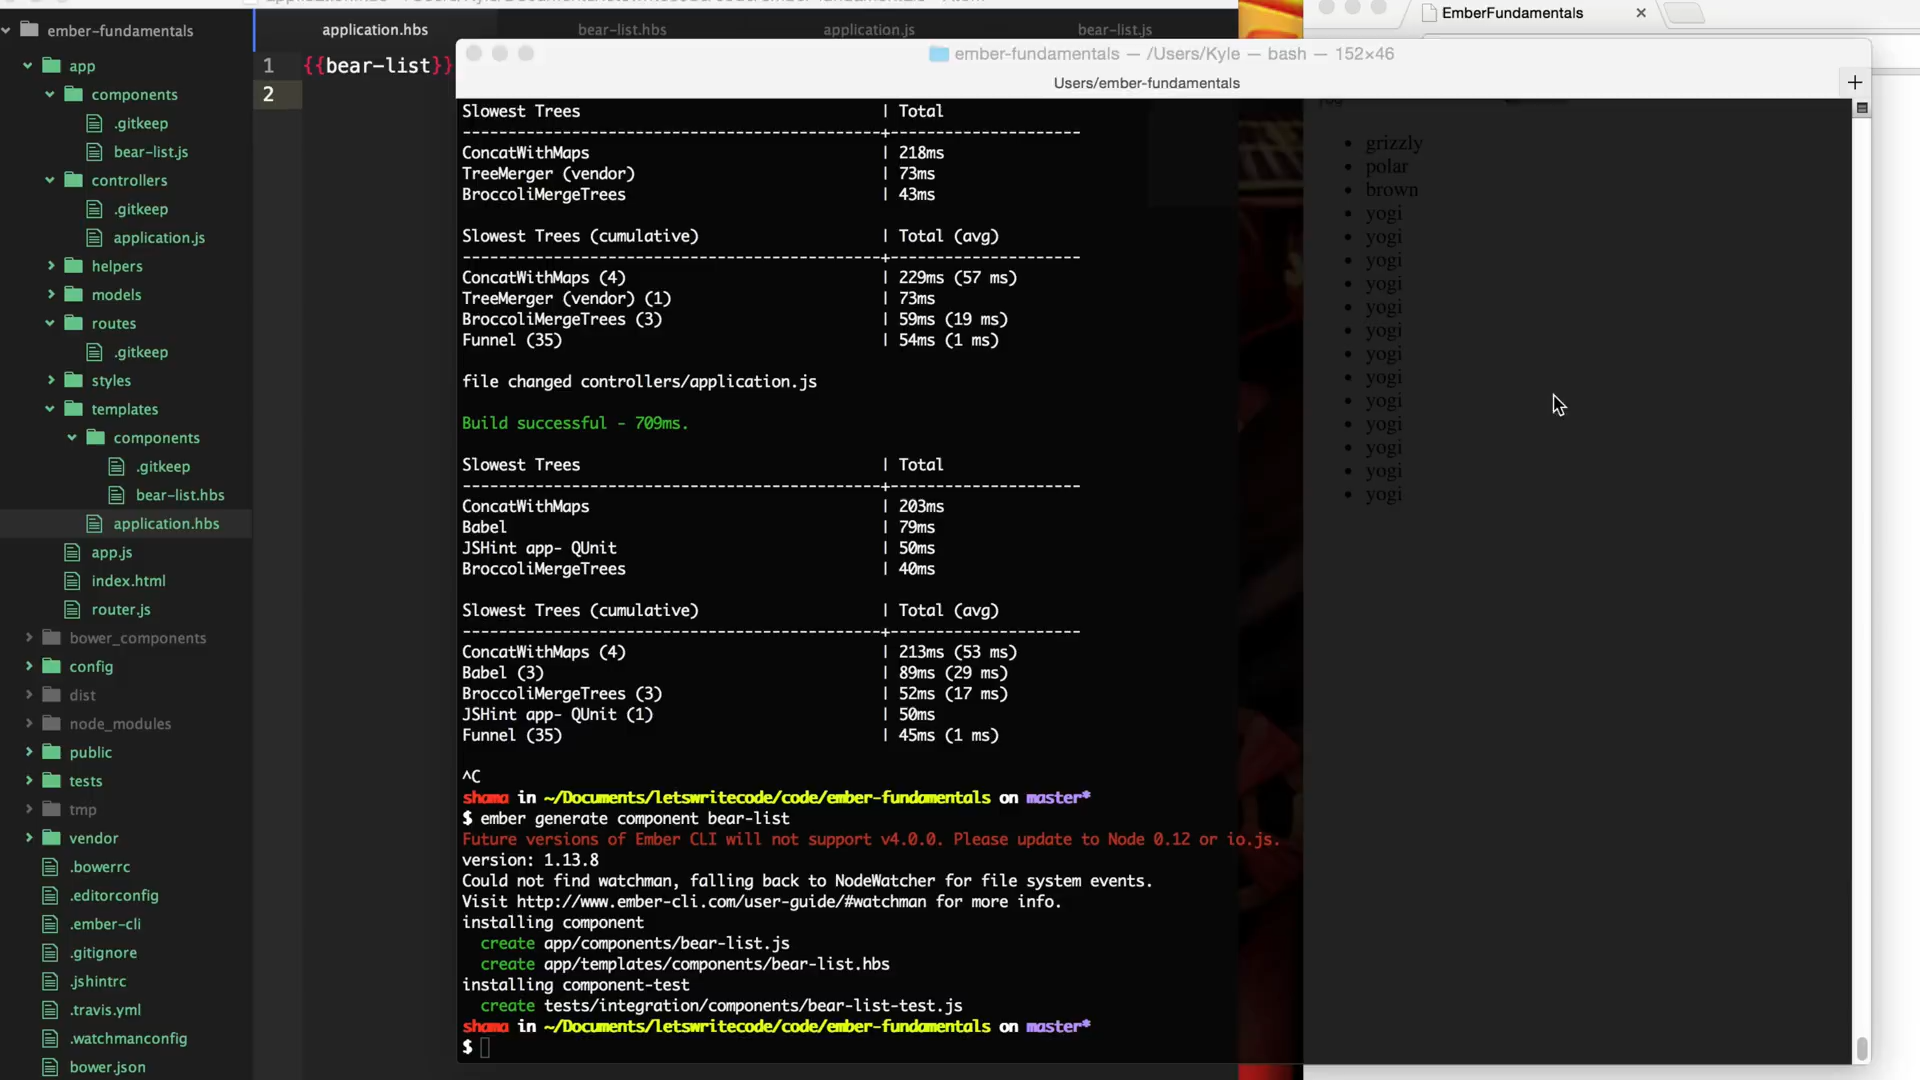 ember-fundamentals
app
components
.gitkeep
bear-list.js
controllers
.gitkeep
application.js
helpers
models
routes
.gitkeep
styles
templates
components
.gitkeep
bear-list.hbs
application.hbs
app.js
index.html
router.js
bower_components
config
dist
node_modules
public
tests
tmp
vendor
.bowerrc
.editorconfig
.ember-cli
.gitignore
.jshintrc
.travis.yml
.watchmanconfig
bower.json
application.hbs
bear-list.hbs
application.js
bear-list.js
1 {{bear-list}}
2
ember-fundamentals — /Users/Kyle — bash — 152×46
Users/ember-fundamentals
Slowest Trees | Total
----------------------------------------------+---------------------
ConcatWithMaps | 218ms
TreeMerger (vendor) | 73ms
BroccoliMergeTrees | 43ms
Slowest Trees (cumulative) | Total (avg)
----------------------------------------------+---------------------
ConcatWithMaps (4) | 229ms (57 ms)
TreeMerger (vendor) (1) | 73ms
BroccoliMergeTrees (3) | 59ms (19 ms)
Funnel (35) | 54ms (1 ms)
file changed controllers/application.js
Build successful - 709ms.
Slowest Trees | Total
----------------------------------------------+---------------------
ConcatWithMaps | 203ms
Babel | 79ms
JSHint app- QUnit | 50ms
BroccoliMergeTrees | 40ms
Slowest Trees (cumulative) | Total (avg)
----------------------------------------------+---------------------
ConcatWithMaps (4) | 213ms (53 ms)
Babel (3) | 89ms (29 ms)
BroccoliMergeTrees (3) | 52ms (17 ms)
JSHint app- QUnit (1) | 50ms
Funnel (35) | 45ms (1 ms)
^C
shama in ~/Documents/letswritecode/code/ember-fundamentals on master*
$ ember generate component bear-list
Future versions of Ember CLI will not support v4.0.0. Please update to Node 0.12 or io.js.
version: 1.13.8
Could not find watchman, falling back to NodeWatcher for file system events.
Visit http://www.ember-cli.com/user-guide/#watchman for more info.
installing component
create app/components/bear-list.js
create app/templates/components/bear-list.hbs
installing component-test
create tests/integration/components/bear-list-test.js
shama in ~/Documents/letswritecode/code/ember-fundamentals on master*
$
EmberFundamentals
• grizzly
• polar
• brown
• yogi
• yogi
• yogi
• yogi
• yogi
• yogi
• yogi
• yogi
• yogi
• yogi
• yogi
• yogi
• yogi